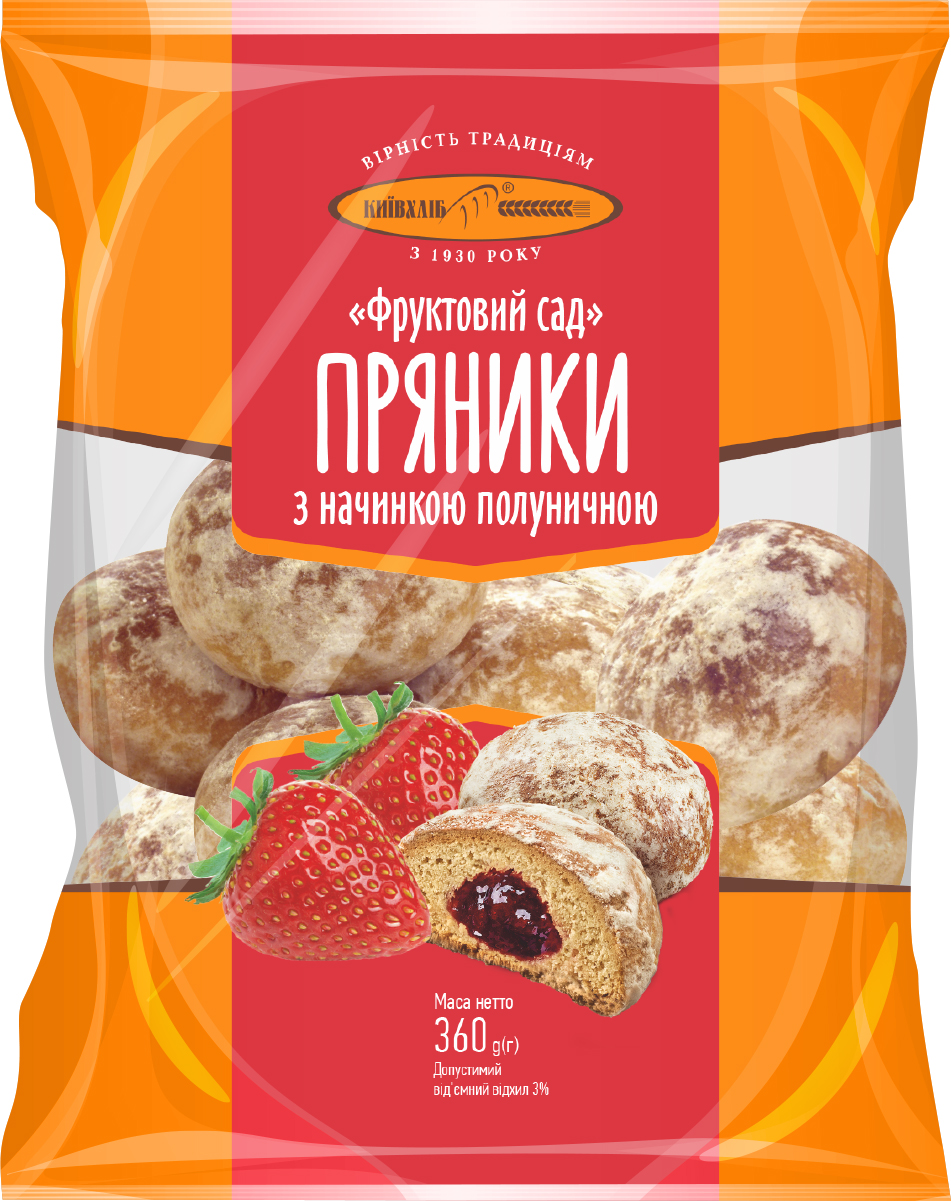 ВІРНІСТЬ ТРАДИЦІЯМ
КИЇВХЛІБ ®
З 1930 РОКУ
«Фруктовий сад»
ПРЯНИКИ
з начинкою полуничною
Маса нетто
360 g(г)
Допустимий
від'ємний відхил 3%